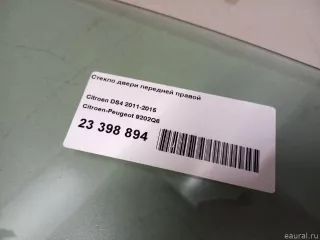 Стекло двери передней правой
Citroen DS4 2011-2015
Citroen-Peugeot 9202Q6
23 398 894
eaural.ru